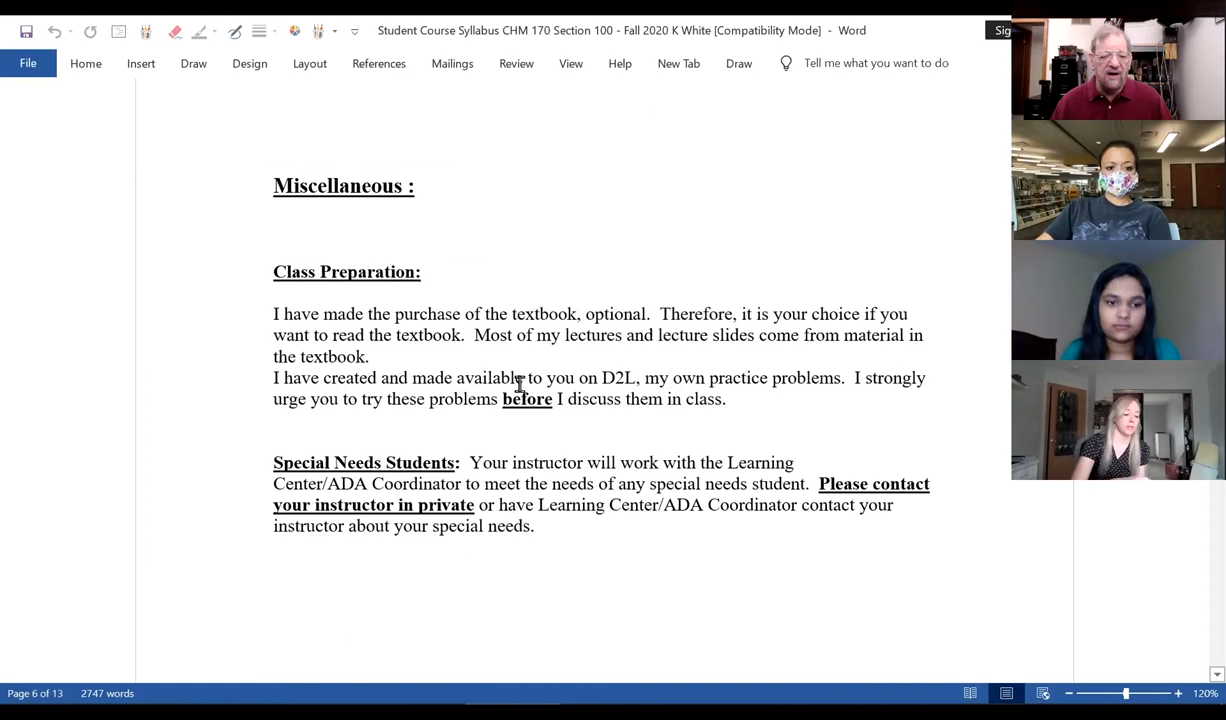 Student Course Syllabus CHM 170 Section 100 - Fall 2020 K White [Compatibility Mode] - Word
File Home Insert Draw Design Layout References Mailings Review View Help New Tab Draw Tell me what you want to do
Miscellaneous :
Class Preparation:
I have made the purchase of the textbook, optional. Therefore, it is your choice if you
want to read the textbook. Most of my lectures and lecture slides come from material in
the textbook.
I have created and made available to you on D2L, my own practice problems. I strongly
urge you to try these problems before I discuss them in class.
Special Needs Students: Your instructor will work with the Learning
Center/ADA Coordinator to meet the needs of any special needs student. Please contact
your instructor in private or have Learning Center/ADA Coordinator contact your
instructor about your special needs.
Page 6 of 13 2747 words 120%